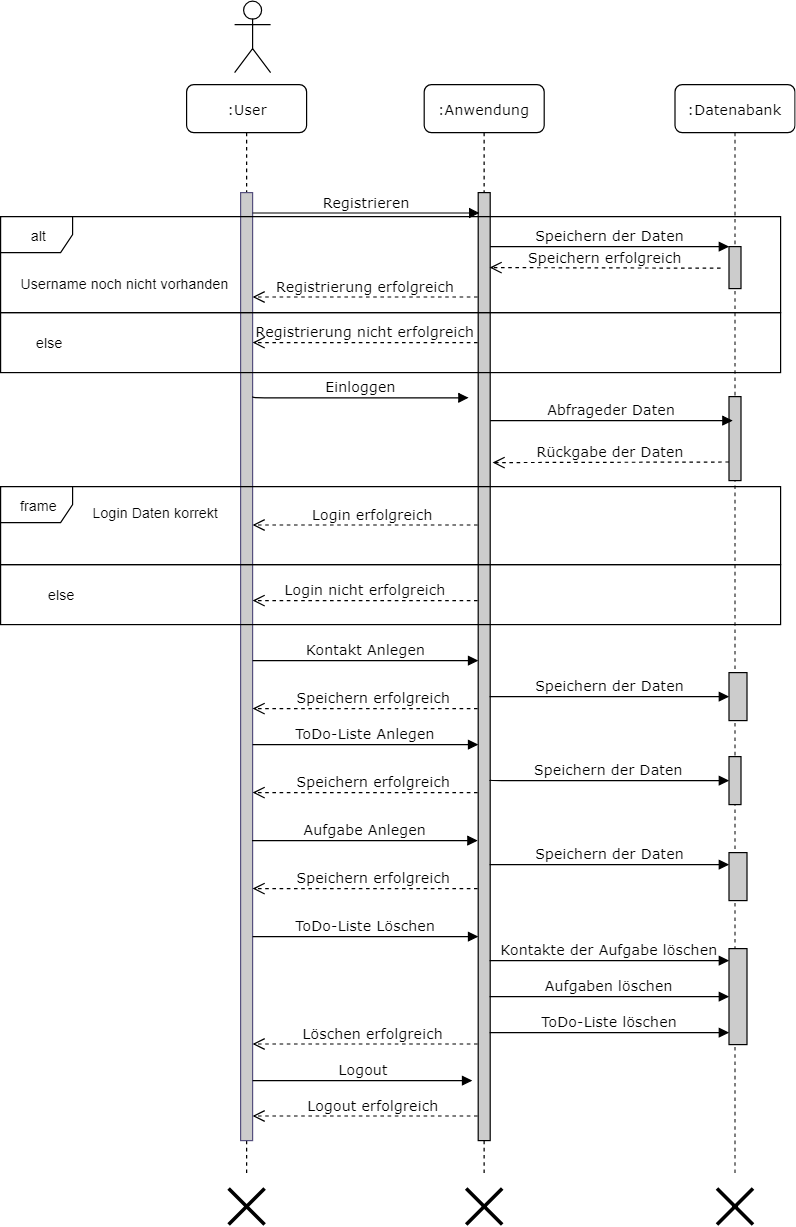 :User
:Anwendung
:Datenabank
Registrieren
alt
Speichern der Daten
Speichern erfolgreich
Username noch nicht vorhanden
Registrierung erfolgreich
Registrierung nicht erfolgreich
else
Einloggen
Abfrageder Daten
Rückgabe der Daten
frame
Login Daten korrekt
Login erfolgreich
Login nicht erfolgreich
else
Kontakt Anlegen
Speichern der Daten
Speichern erfolgreich
ToDo-Liste Anlegen
Speichern der Daten
Speichern erfolgreich
Aufgabe Anlegen
Speichern der Daten
Speichern erfolgreich
ToDo-Liste Löschen
Kontakte der Aufgabe löschen
Aufgaben löschen
ToDo-Liste löschen
Löschen erfolgreich
Logout
Logout erfolgreich